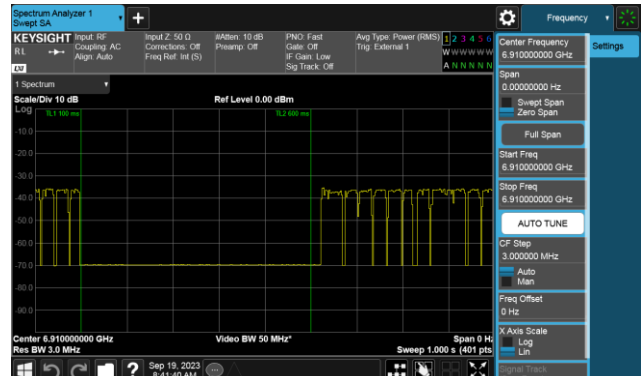 Spectrum Analyzer 1
Swept SA
+
Frequency
KEYSIGHT Input: RF
RL Coupling: AC
Align: Auto
LXI
Input Z: 50 Ω
Corrections: Off
Freq Ref: Int (S)
#Atten: 10 dB
Preamp: Off
PNO: Fast
Gate: Off
IF Gain: Low
Sig Track: Off
Avg Type: Power (RMS)
Trig: External 1
1 2 3 4 5 6
W W W W W W
A N N N N N
1 Spectrum
Scale/Div 10 dB
Ref Level 0.00 dBm
Log
TL1 100 ms
TL2 600 ms
-10.0
-20.0
-30.0
-40.0
-50.0
-60.0
-70.0
-80.0
-90.0
Center 6.910000000 GHz
Res BW 3.0 MHz
Video BW 50 MHz*
Span 0 Hz
Sweep 1.000 s (401 pts
?
Sep 19, 2023
8:41:40 AM
Center Frequency
6.910000000 GHz
Span
0.00000000 Hz
Swept Span
Zero Span
Full Span
Start Freq
6.910000000 GHz
Stop Freq
6.910000000 GHz
AUTO TUNE
CF Step
3.000000 MHz
Auto
Man
Freq Offset
0 Hz
X Axis Scale
Log
Lin
Signal Track
Settings